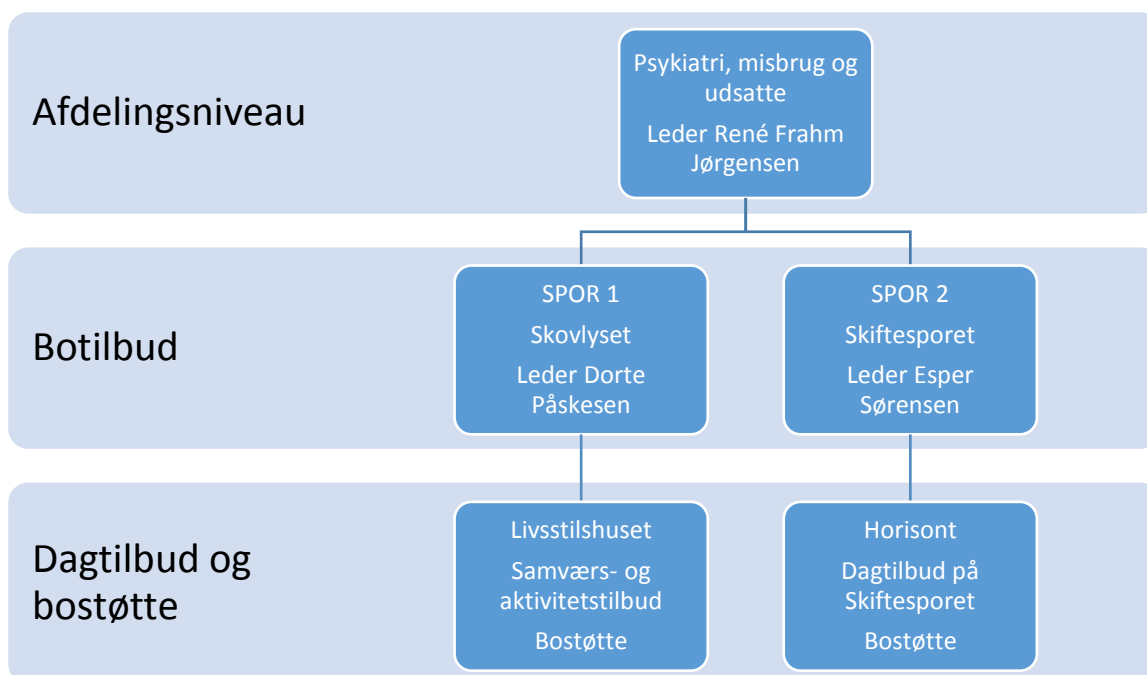 Afdelingsniveau
Psykiatri, misbrug og
udsatte
Leder René Frahm
Jørgensen
Botilbud
SPOR 1
Skovlyset
Leder Dorte
Påskesen
SPOR 2
Skiftesporet
Leder Esper
Sørensen
Dagtilbud og
bostøtte
Livsstilshuset
Samværs- og
aktivitetstilbud
Bostøtte
Horisont
Dagtilbud på
Skiftesporet
Bostøtte